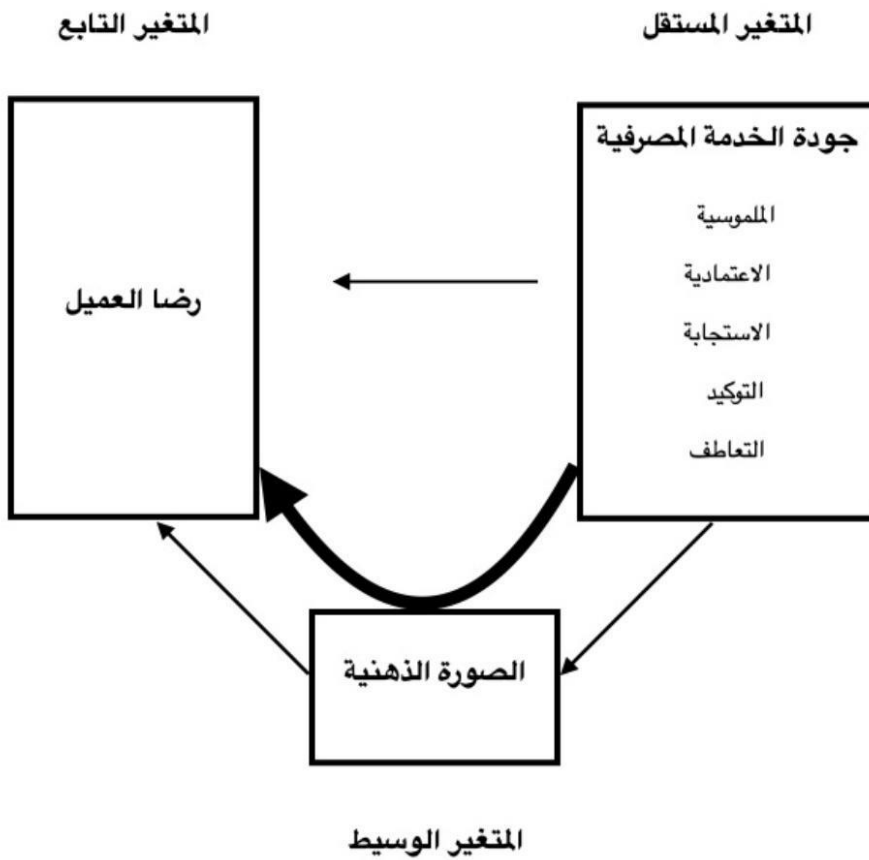 المتغير المستقل
المتغير التابع
جودة الخدمة المصرفية
الملموسية
الاعتمادية
الاستجابة
التوكيد
التعاطف
رضا العميل
الصورة الذهنية
المتغير الوسيط